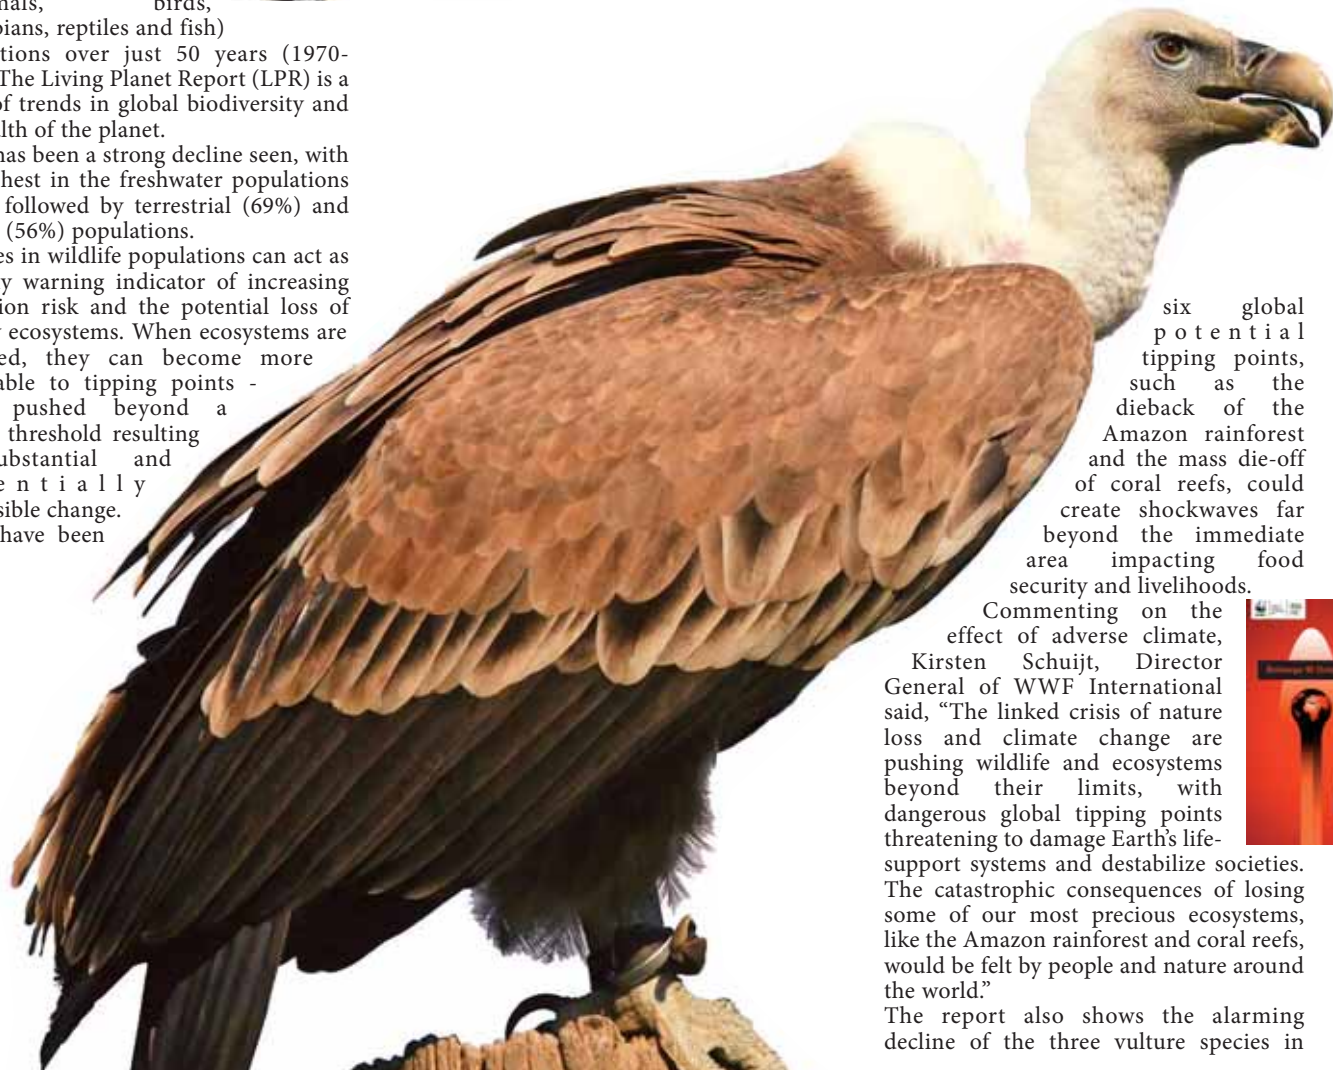 nals, birds,
bians, reptiles and fish)
tions over just 50 years (1970-
The Living Planet Report (LPR) is a
of trends in global biodiversity and
lth of the planet.
has been a strong decline seen, with
hest in the freshwater populations
followed by terrestrial (69%) and
(56%) populations.
es in wildlife populations can act as
y warning indicator of increasing
ion risk and the potential loss of
ecosystems. When ecosystems are
ed, they can become more
able to tipping points -
pushed beyond a
threshold resulting
ubstantial and
entially
sible change.
have been
six global
potential
tipping points,
such as the
dieback of the
Amazon rainforest
and the mass die-off
of coral reefs, could
create shockwaves far
beyond the immediate
area impacting food
security and livelihoods.
Commenting on the
effect of adverse climate,
Kirsten Schuijt, Director
General of WWF International
said, “The linked crisis of nature
loss and climate change are
pushing wildlife and ecosystems
beyond their limits, with
dangerous global tipping points
threatening to damage Earth’s life-
support systems and destabilize societies.
The catastrophic consequences of losing
some of our most precious ecosystems,
like the Amazon rainforest and coral reefs,
would be felt by people and nature around
the world.”
The report also shows the alarming
decline of the three vulture species in